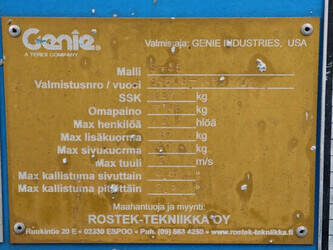 Genie
A TEREX COMPANY
Valmistaja: GENIE INDUSTRIES, USA
Malli
Valmistusnro / vuosi
SSK kg
Omapaino kg
Max henkilöä hlöä
Max lisäkuorma kg
Max sivukuorma kg
Max tuuli m/s
Max kallistuma sivuttain
Max kallistuma pitkittäin
Maahantuoja ja myynti:
ROSTEK-TEKNIIKKA OY
Ruukintie 20 E • 02330 ESPOO • Puh. (09) 863 4250 • www.rostek-tekniikka.fi